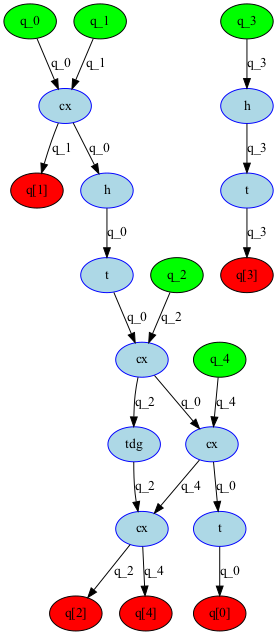 q_0 q_1 q_3
q_0 q_1 q_3
cx h
q_1 q_0 q_3
q[1] h t
q_0 q_3
t q_2 q[3]
q_0 q_2
cx q_4
q_2 q_0 q_4
tdg cx
q_2 q_4 q_0
cx t
q_2 q_4 q_0
q[2] q[4] q[0]